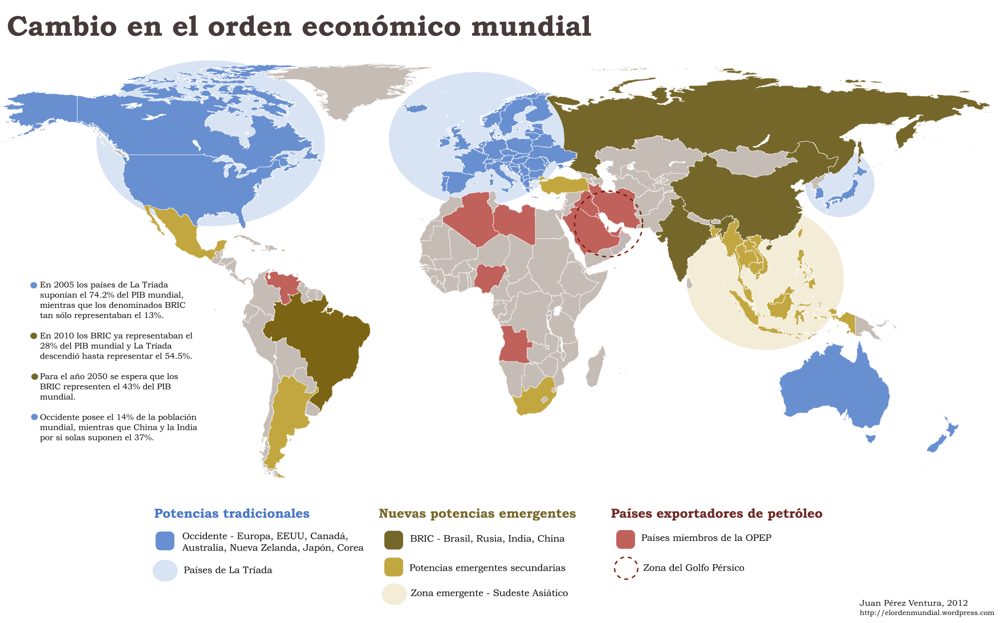 Cambio en el orden económico mundial
En 2005 los países de La Tríada
suponían el 74.2% del PIB mundial,
mientras que los denominados BRIC
tan sólo representaban el 13%.
En 2010 los BRIC ya representaban el
28% del PIB mundial y La Tríada
descendió hasta representar el 54.5%.
Para el año 2050 se espera que los
BRIC representen el 43% del PIB
mundial.
Occidente posee el 14% de la población
mundial, mientras que China y la India
por sí solas suponen el 37%.
Potencias tradicionales
Occidente - Europa, EEUU, Canadá,
Australia, Nueva Zelanda, Japón, Corea
Países de La Tríada
Nuevas potencias emergentes
BRIC - Brasil, Rusia, India, China
Potencias emergentes secundarias
Zona emergente - Sudeste Asiático
Países exportadores de petróleo
Países miembros de la OPEP
Zona del Golfo Pérsico
Juan Pérez Ventura, 2012
http://elordenmundial.wordpress.com